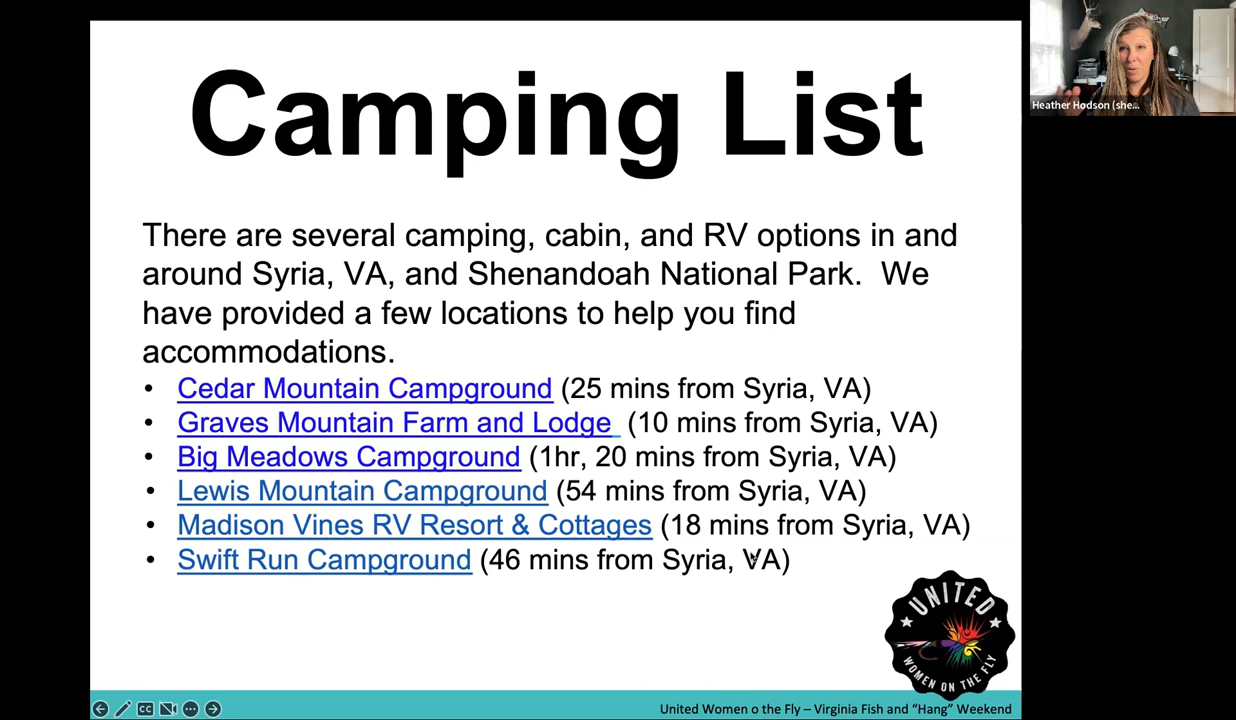 Camping List
Heather Hodson (she...
There are several camping, cabin, and RV options in and
around Syria, VA, and Shenandoah National Park. We
have provided a few locations to help you find
accommodations.
• Cedar Mountain Campground (25 mins from Syria, VA)
• Graves Mountain Farm and Lodge (10 mins from Syria, VA)
• Big Meadows Campground (1hr, 20 mins from Syria, VA)
• Lewis Mountain Campground (54 mins from Syria, VA)
• Madison Vines RV Resort & Cottages (18 mins from Syria, VA)
• Swift Run Campground (46 mins from Syria, VA)
UNITED
WOMEN ON THE FLY
CC
United Women o the Fly – Virginia Fish and “Hang” Weekend